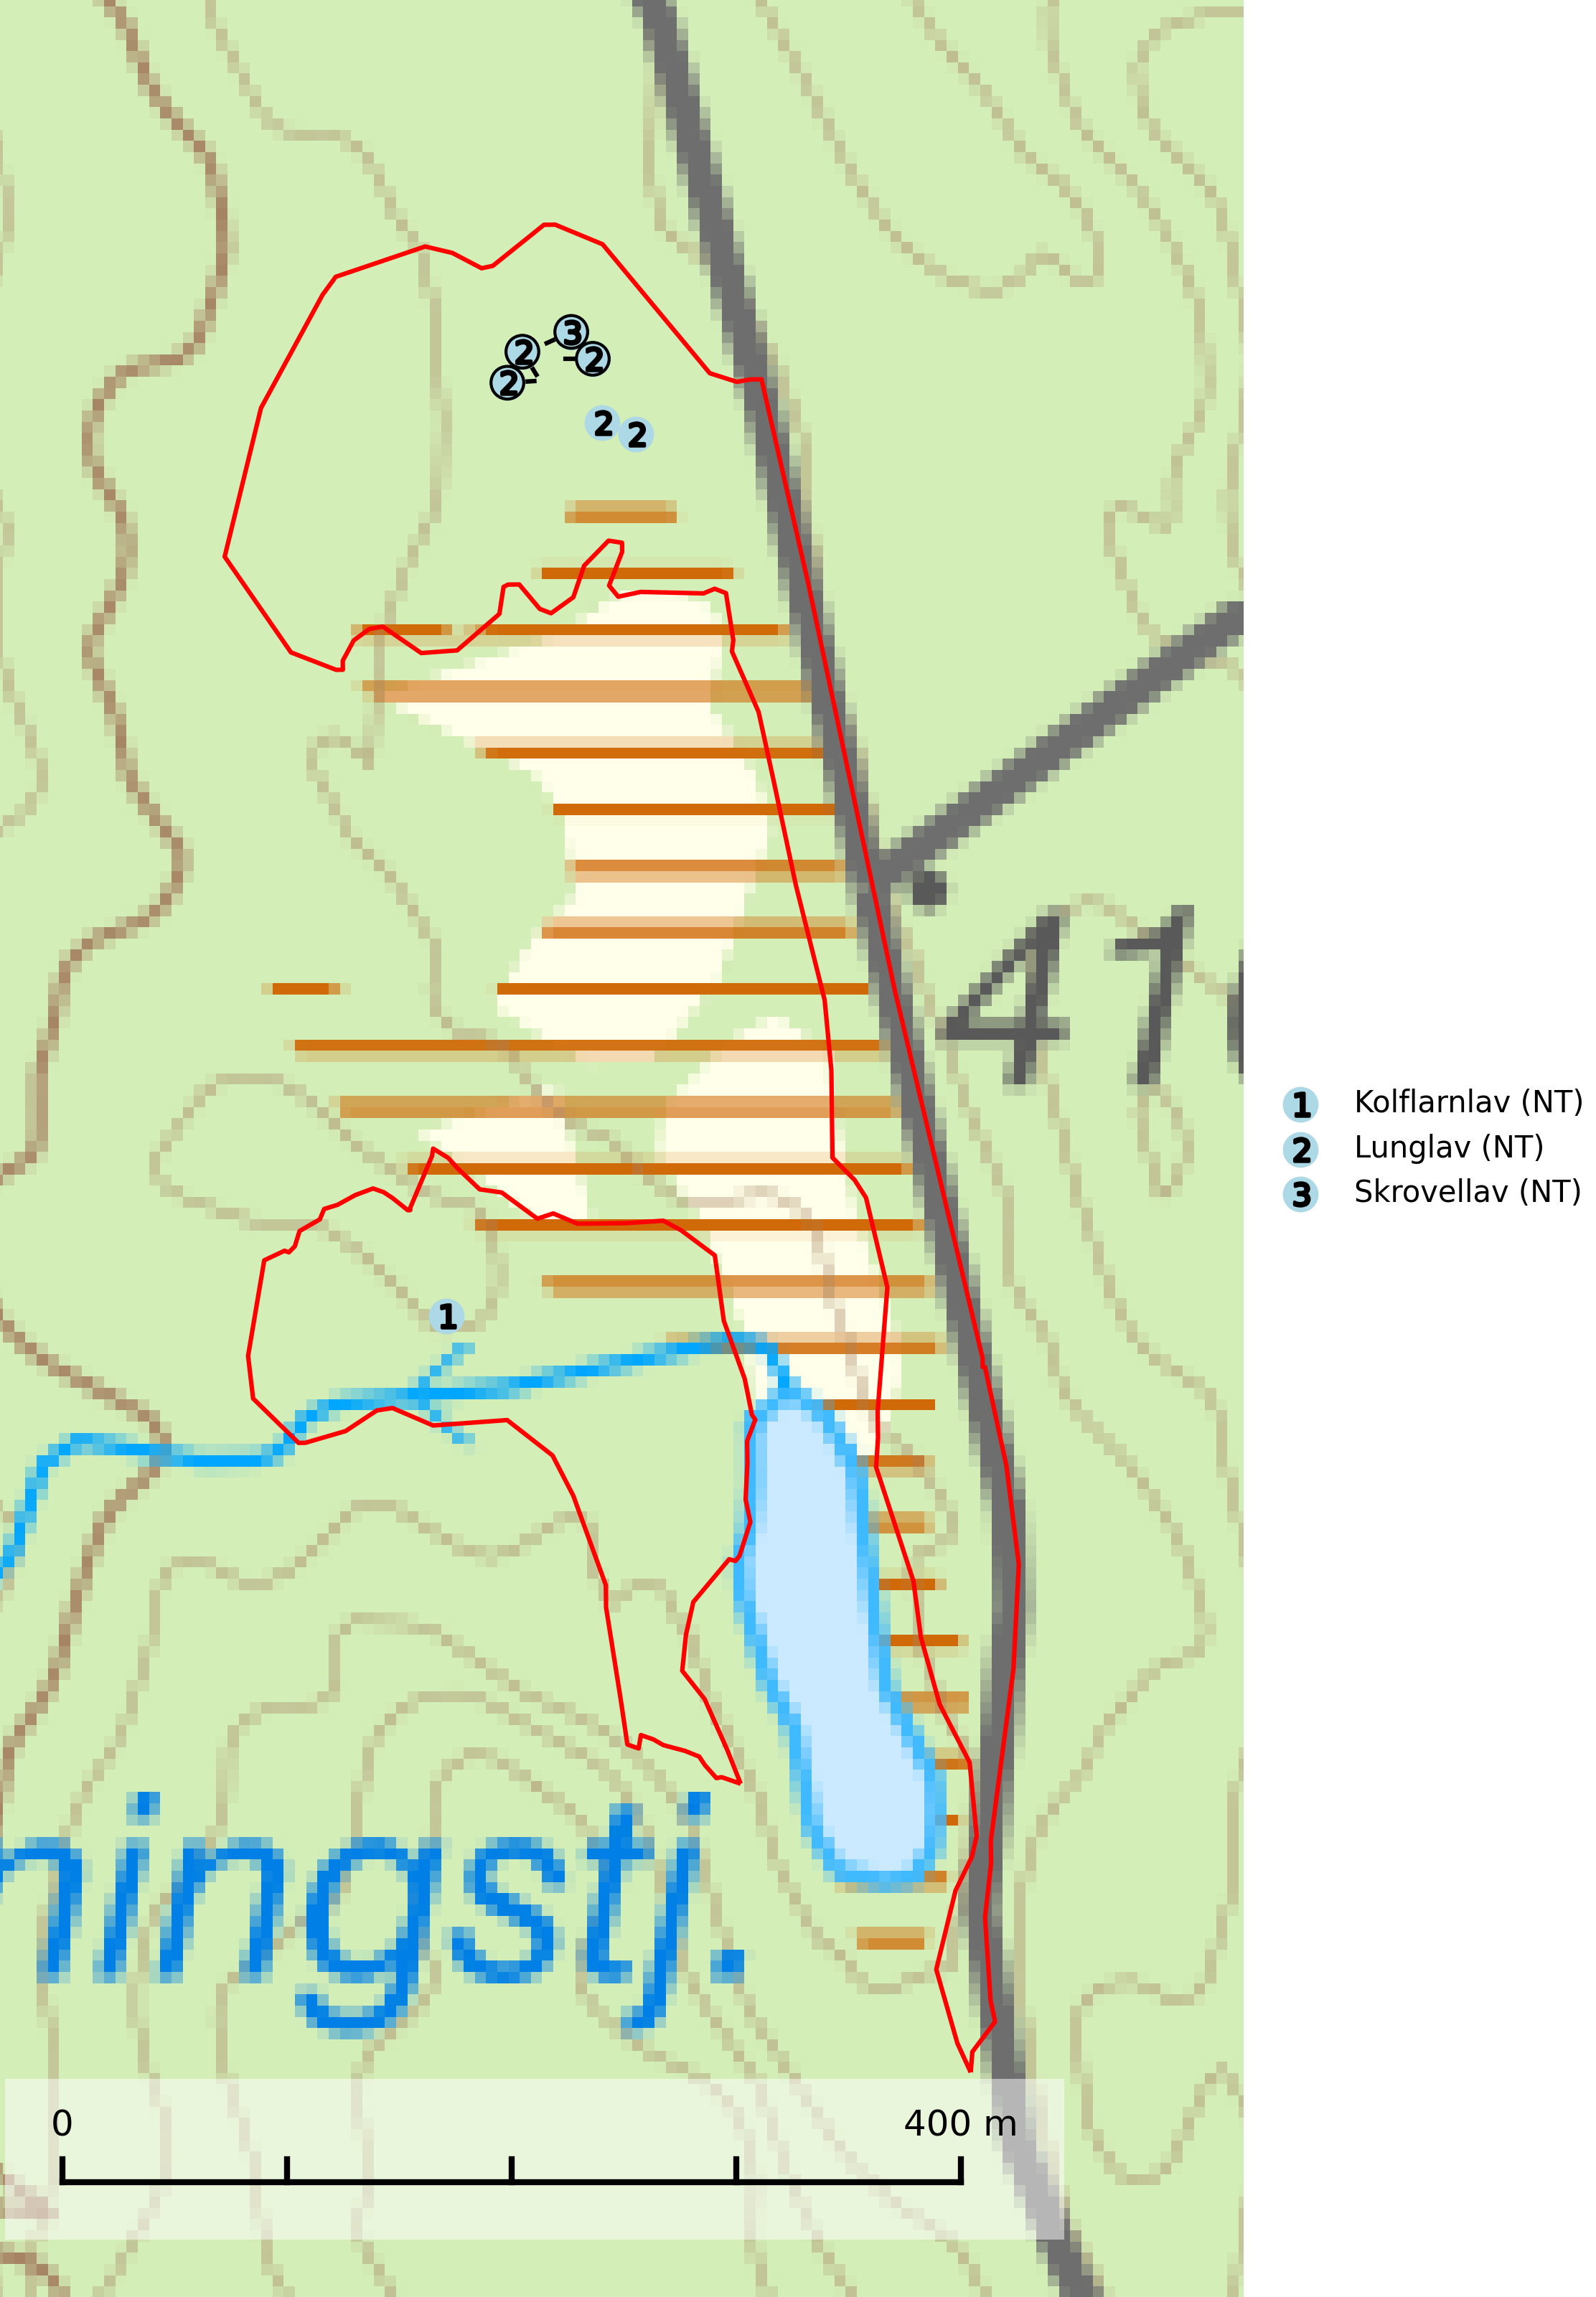 3
2
2
2
2
2
41
1
ningstj.
0 400 m
1 Kolflarnlav (NT)
2 Lunglav (NT)
3 Skrovellav (NT)